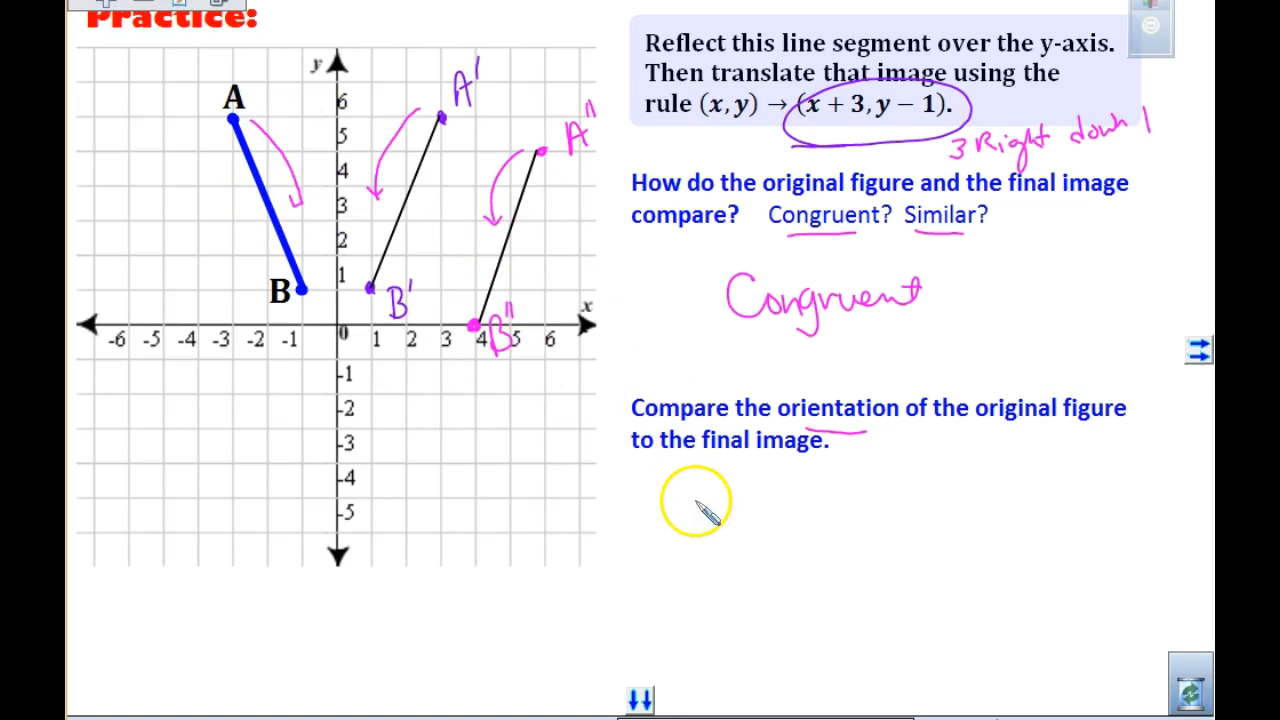 Practice:
Reflect this line segment over the y-axis.
Then translate that image using the
rule (x, y) → (x + 3, y − 1).
3 Right down 1
How do the original figure and the final image
compare? Congruent? Similar?
Congruent
Compare the orientation of the original figure
to the final image.
y
A
A'
A''
B
B'
B''
x
6
5
4
3
2
1
-6 -5 -4 -3 -2 -1 0 1 2 3 4 5 6
-1
-2
-3
-4
-5